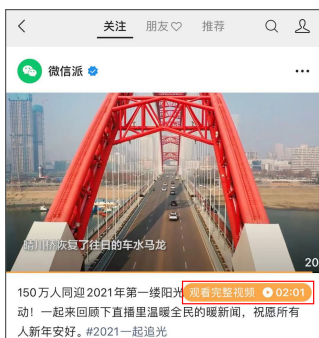 关注 朋友♡ 推荐
微信派
晴川桥恢复了往日的车水马龙
20
150万人同迎2021年第一缕阳光
观看完整视频 02:01
动！一起来回顾下直播里温暖全民的暖新闻，祝愿所有
人新年安好。#2021一起追光